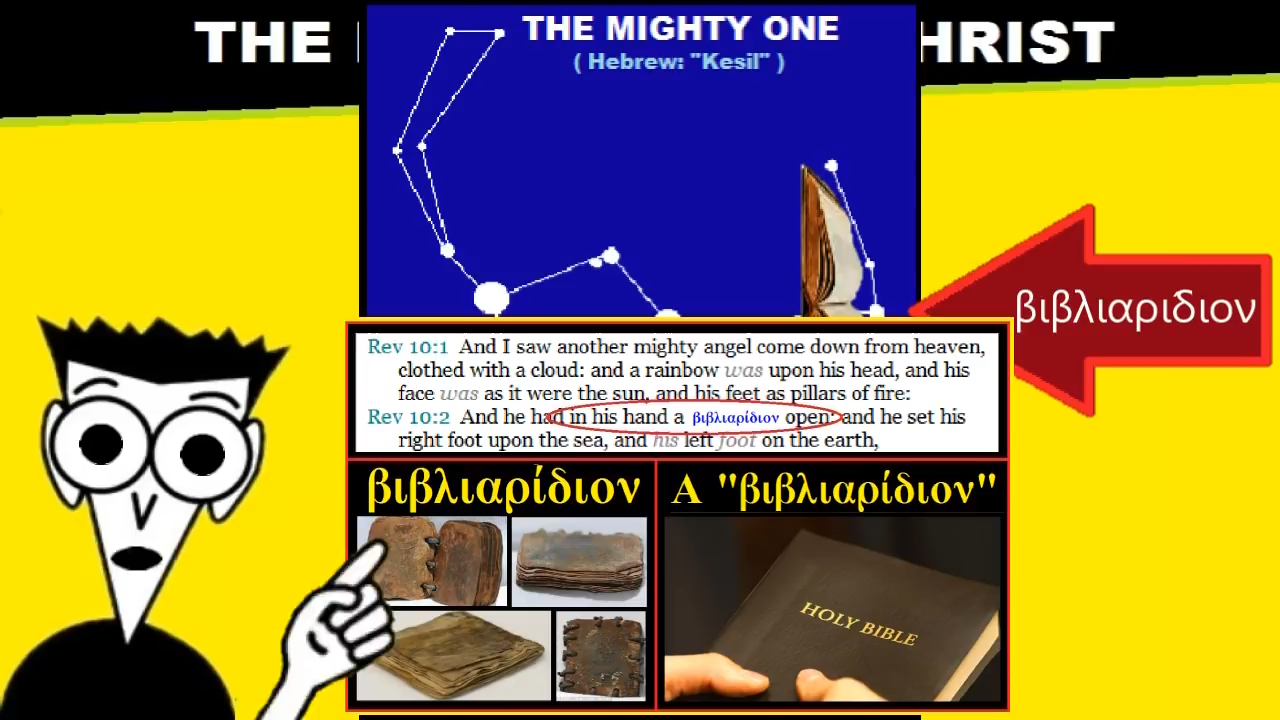 THE HRIST
THE MIGHTY ONE
( Hebrew: "Kesil" )
βιβλιαριδιον
Rev 10:1 And I saw another mighty angel come down from heaven,
clothed with a cloud: and a rainbow was upon his head, and his
face was as it were the sun, and his feet as pillars of fire:
Rev 10:2 And he had in his hand a βιβλιαρίδιον open: and he set his
right foot upon the sea, and his left foot on the earth,
βιβλιαρίδιον
A "βιβλιαρίδιον"
HOLY BIBLE